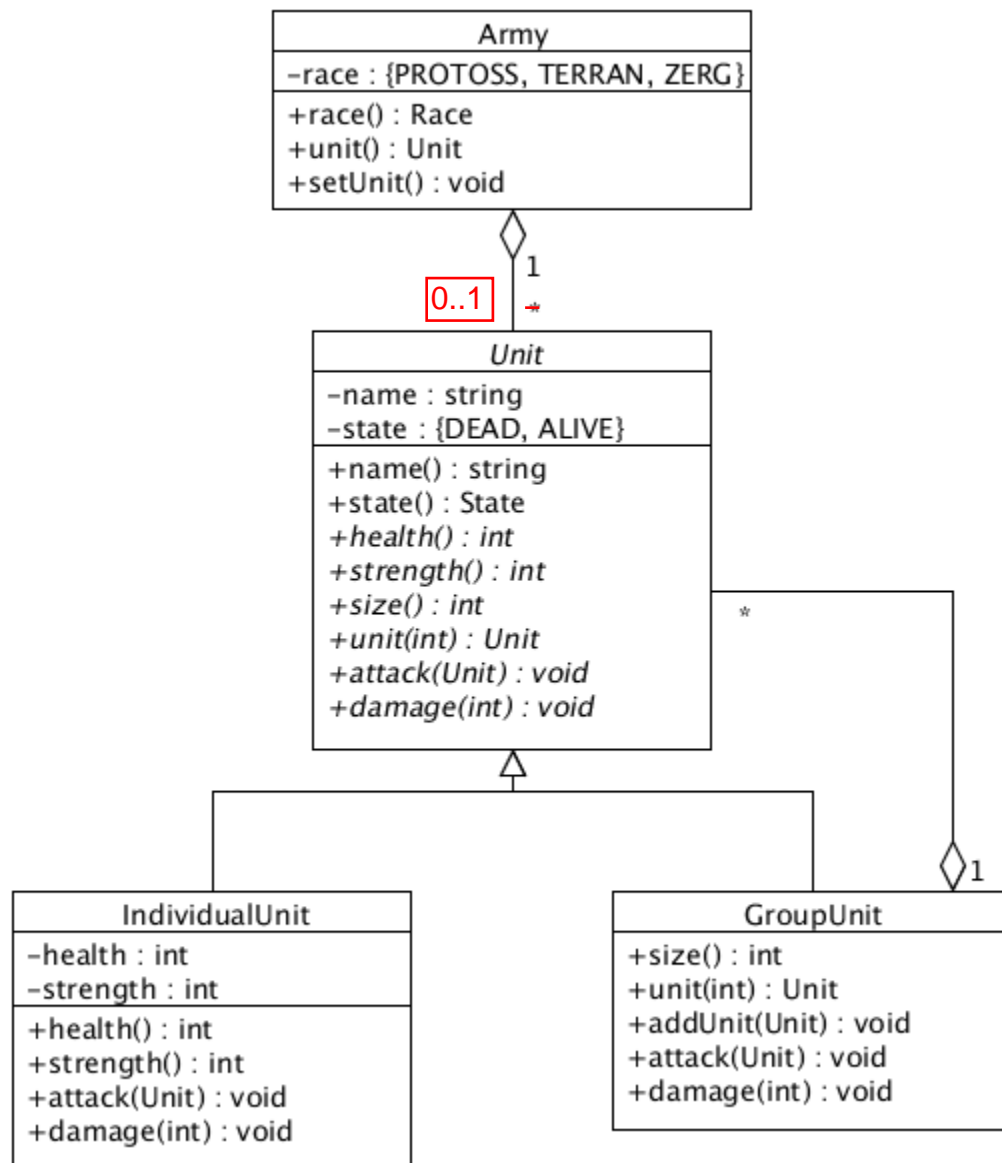 Army
-race : {PROTOSS, TERRAN, ZERG}
+race() : Race
+unit() : Unit
+setUnit() : void
1
0..1 *
Unit
-name : string
-state : {DEAD, ALIVE}
+name() : string
+state() : State
+health() : int
+strength() : int
+size() : int
+unit(int) : Unit
+attack(Unit) : void
+damage(int) : void
*
1
IndividualUnit
-health : int
-strength : int
+health() : int
+strength() : int
+attack(Unit) : void
+damage(int) : void
GroupUnit
+size() : int
+unit(int) : Unit
+addUnit(Unit) : void
+attack(Unit) : void
+damage(int) : void